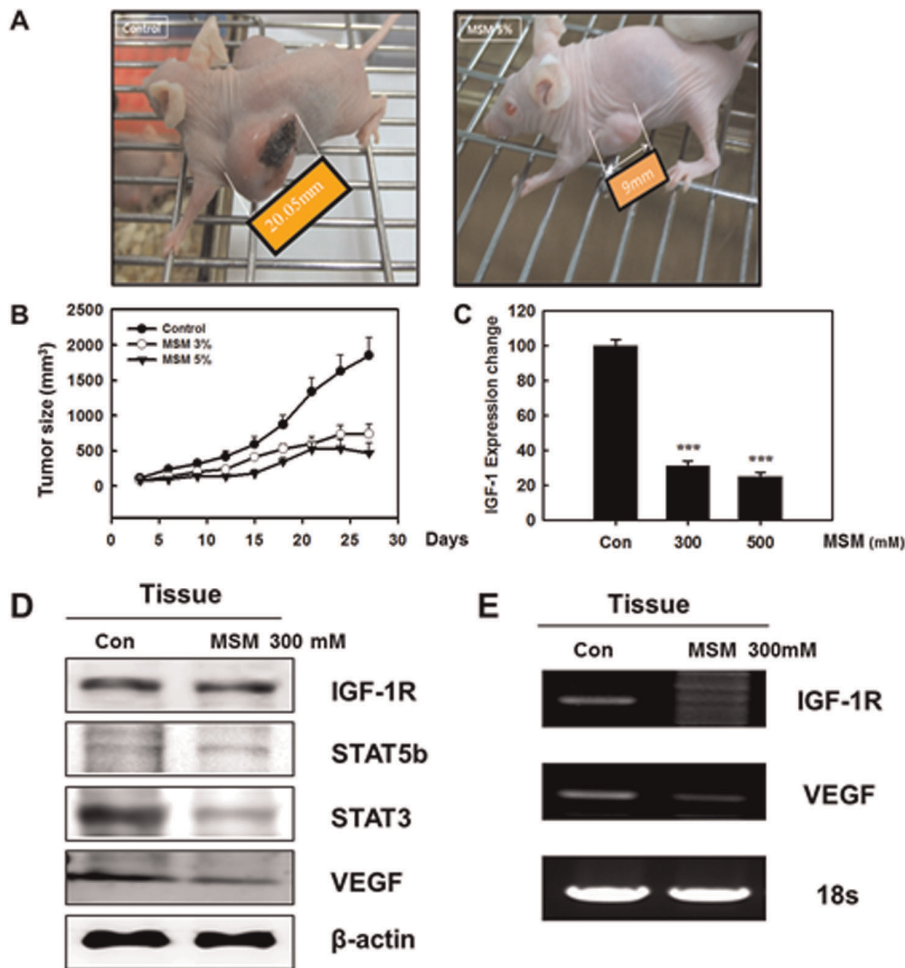 A
Control
20.05mm
MSM 5%
9mm
B
2500
2000
1500
1000
500
0
Tumor size (mm³)
Control
MSM 3%
MSM 5%
0 5 10 15 20 25 30 Days
C
120
100
80
60
40
20
0
IGF-1 Expression change
*** ***
Con 300 500 MSM (mM)
D
Tissue
Con MSM 300 mM
IGF-1R
STAT5b
STAT3
VEGF
β-actin
E
Tissue
Con MSM 300mM
IGF-1R
VEGF
18s